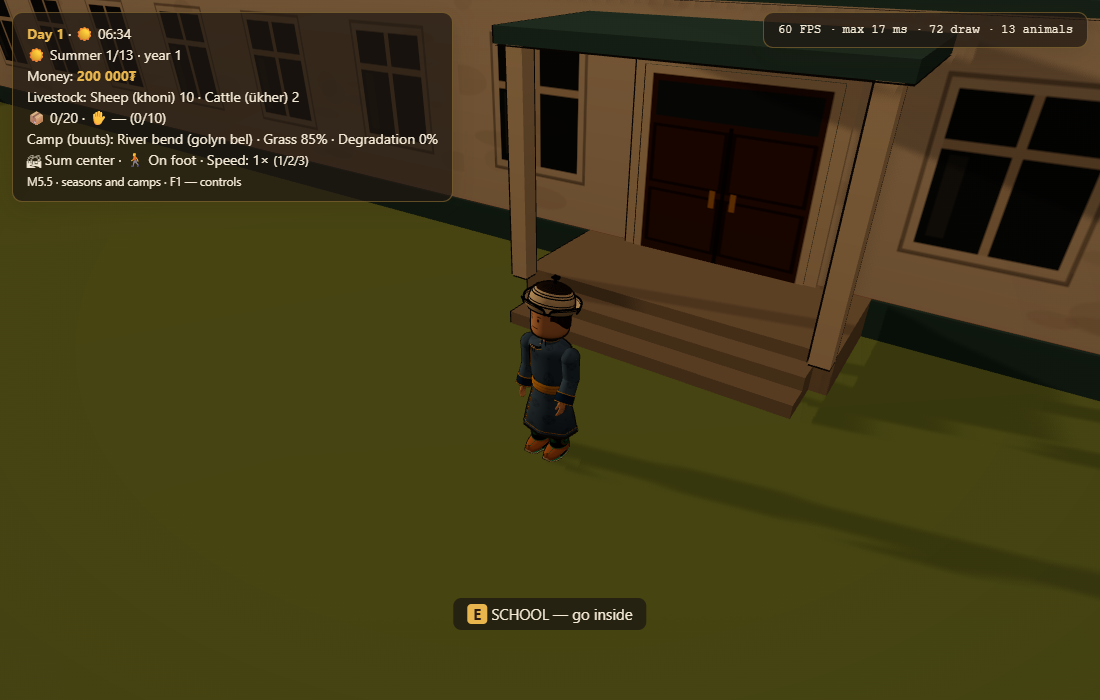 Day 1 · ☀️ 06:34
☀️ Summer 1/13 · year 1
Money: 200 000₮
Livestock: Sheep (khoni) 10 · Cattle (ükher) 2
📦 0/20 · ✋ — (0/10)
Camp (buuts): River bend (golyn bel) · Grass 85% · Degradation 0%
🏘 Sum center · 🚶 On foot · Speed: 1× (1/2/3)
M5.5 · seasons and camps · F1 — controls
60 FPS · max 17 ms · 72 draw · 13 animals
E SCHOOL — go inside